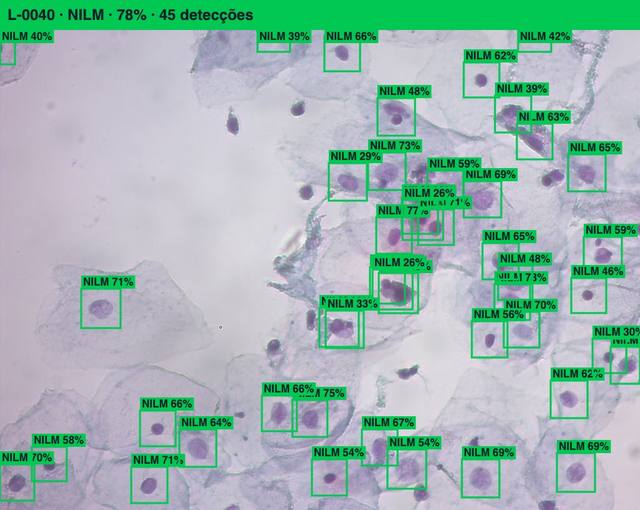 L-0040 · NILM · 78% · 45 detecções
NILM 40%
NILM 39%
NILM 66%
NILM 42%
NILM 62%
NILM 48%
NILM 39%
NILM 63%
NILM 73%
NILM 29%
NILM 59%
NILM 65%
NILM 69%
NILM 26%
71%
77%
NILM 65%
NILM 59%
NILM 26%
NILM 48%
NILM 46%
73%
NILM 71%
NILM 33%
NILM 56%
NILM 70%
NILM 30%
NILM 62%
NILM 66%
75%
NILM 66%
NILM 64%
NILM 67%
NILM 58%
NILM 70%
NILM 71%
NILM 54%
NILM 54%
NILM 69%
NILM 69%